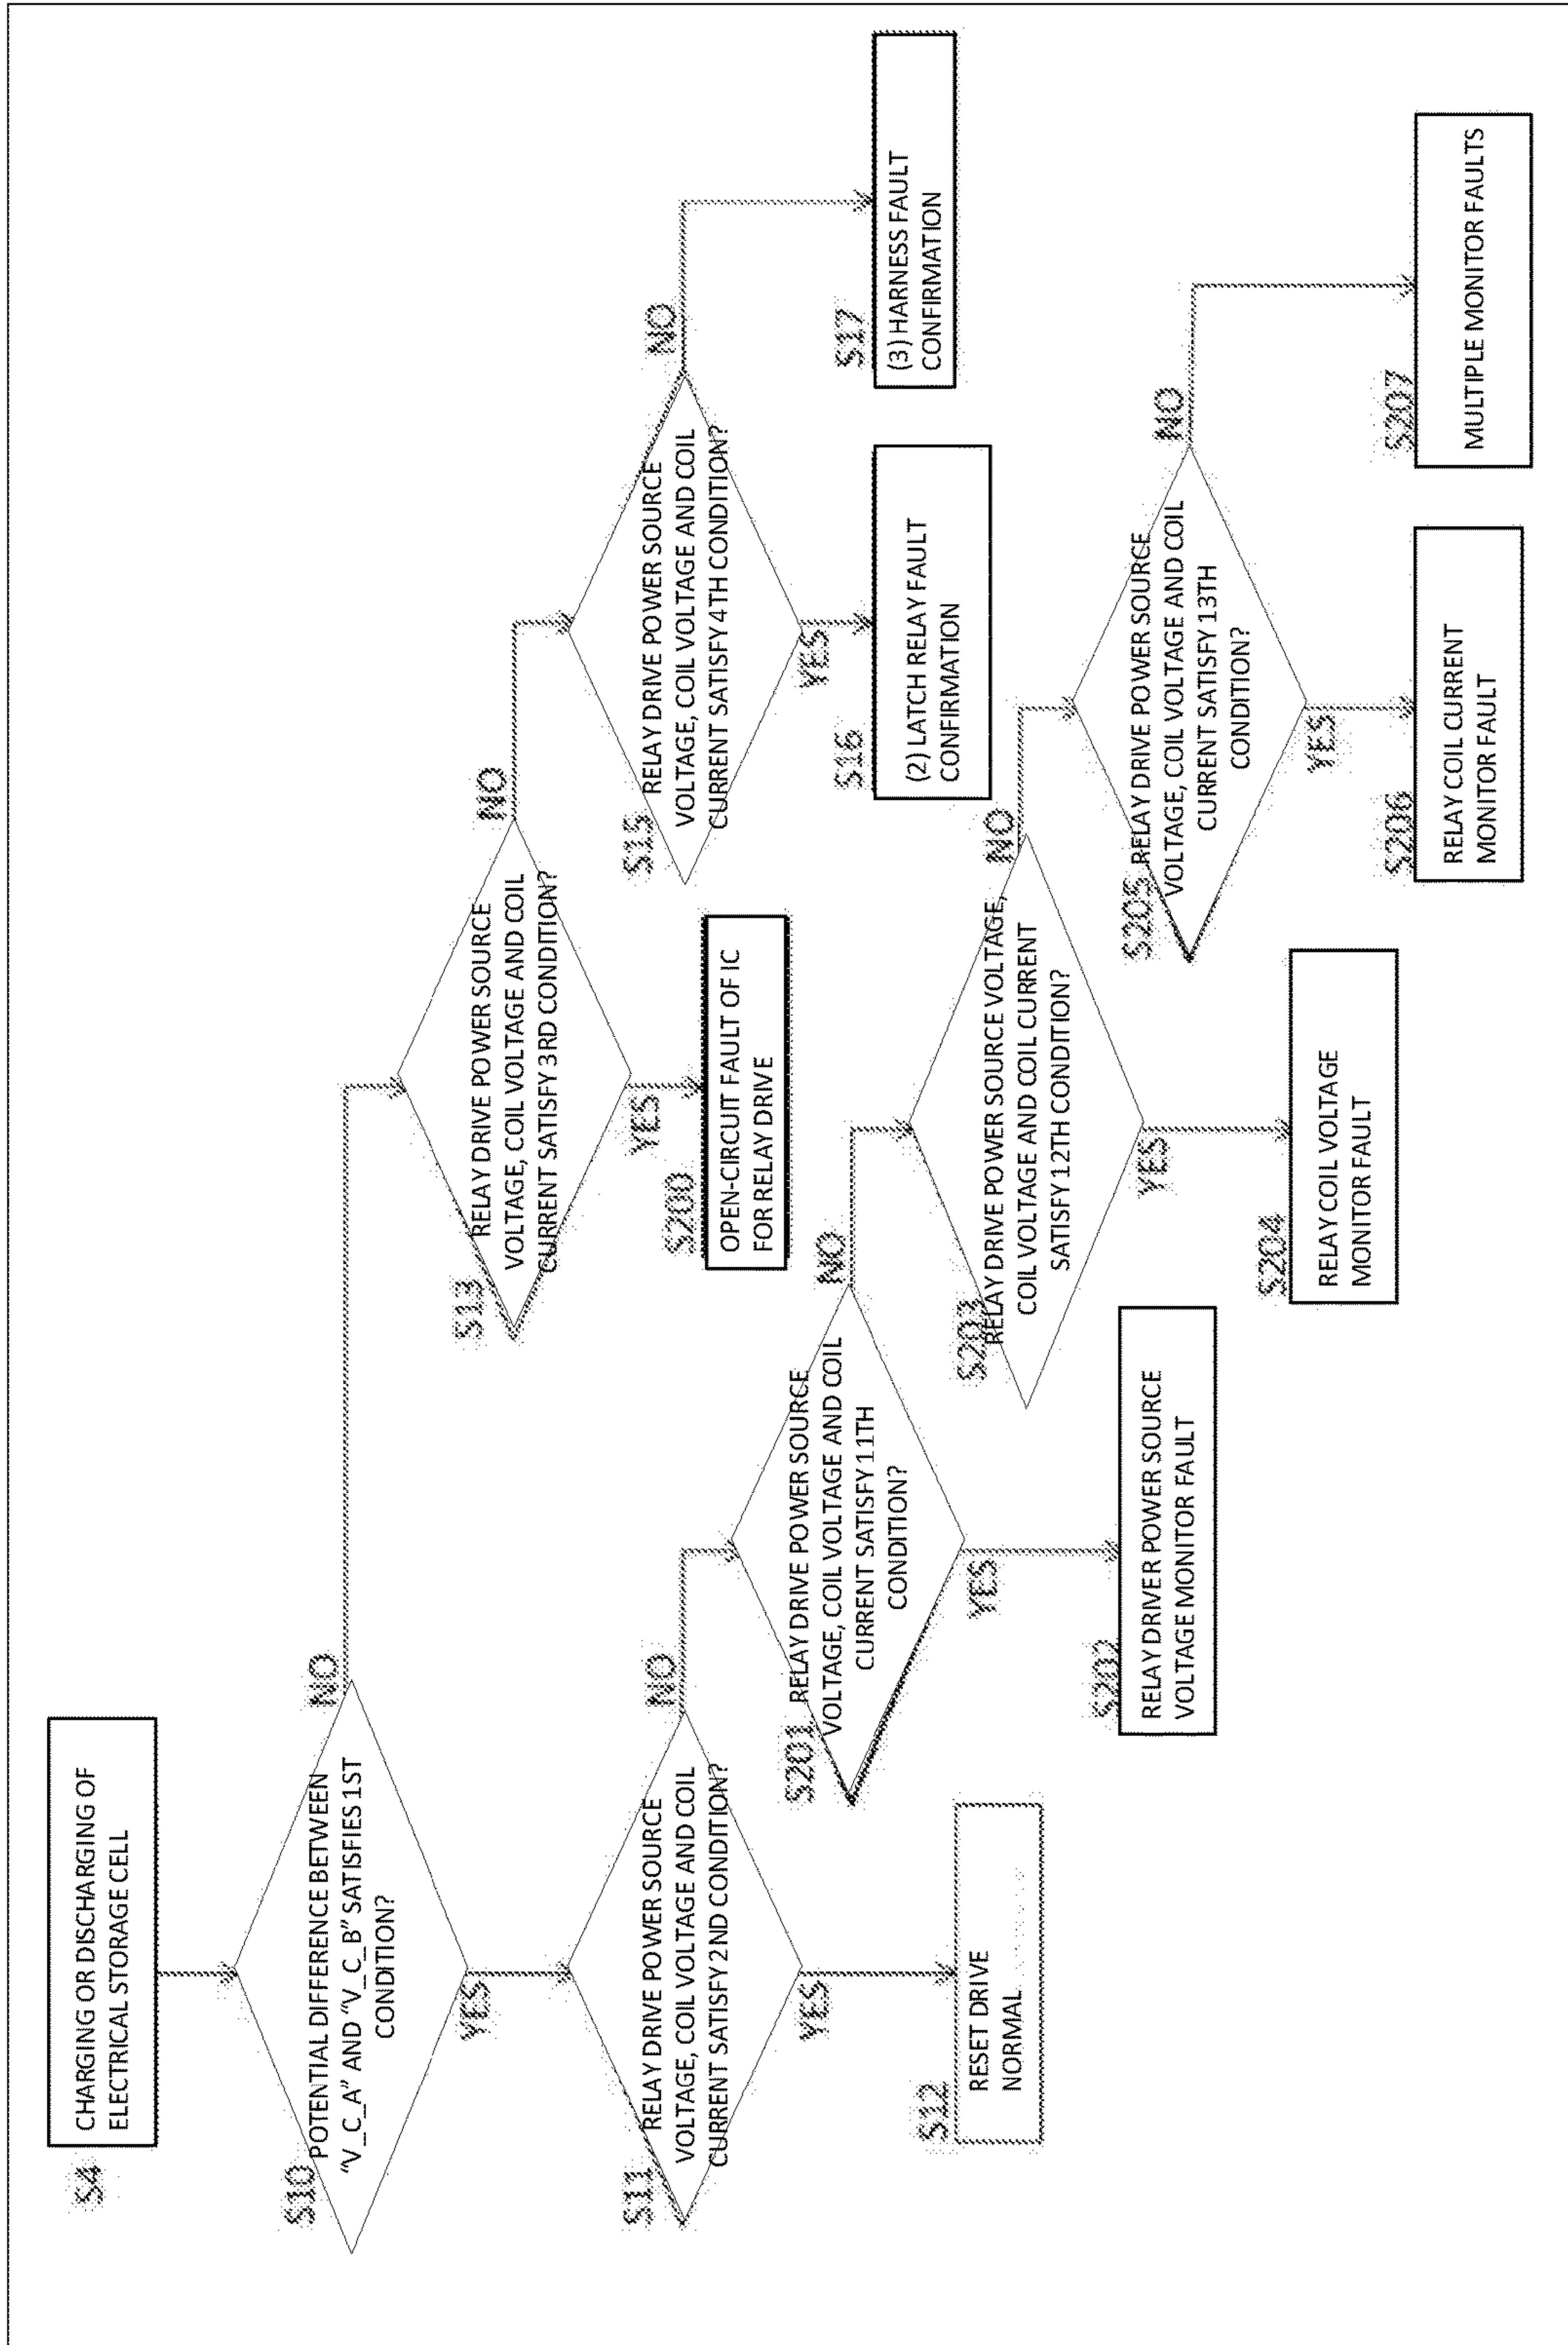 S4
CHARGING OR DISCHARGING OF
ELECTRICAL STORAGE CELL
S10
POTENTIAL DIFFERENCE BETWEEN
"V_C_A" AND "V_C_B" SATISFIES 1ST
CONDITION?
NO
YES
S11
RELAY DRIVE POWER SOURCE
VOLTAGE, COIL VOLTAGE AND COIL
CURRENT SATISFY 2ND CONDITION?
NO
YES
S12
RESET DRIVE
NORMAL
S13
RELAY DRIVE POWER SOURCE
VOLTAGE, COIL VOLTAGE AND COIL
CURRENT SATISFY 3RD CONDITION?
NO
YES
S200
OPEN-CIRCUIT FAULT OF IC
FOR RELAY DRIVE
S15
RELAY DRIVE POWER SOURCE
VOLTAGE, COIL VOLTAGE AND COIL
CURRENT SATISFY 4TH CONDITION?
NO
YES
S16
(2) LATCH RELAY FAULT
CONFIRMATION
S17
(3) HARNESS FAULT
CONFIRMATION
S201
RELAY DRIVE POWER SOURCE
VOLTAGE, COIL VOLTAGE AND COIL
CURRENT SATISFY 11TH
CONDITION?
NO
YES
S202
RELAY DRIVER POWER SOURCE
VOLTAGE MONITOR FAULT
S203
RELAY DRIVE POWER SOURCE VOLTAGE,
COIL VOLTAGE AND COIL CURRENT
SATISFY 12TH CONDITION?
NO
YES
S204
RELAY COIL VOLTAGE
MONITOR FAULT
S205
RELAY DRIVE POWER SOURCE
VOLTAGE, COIL VOLTAGE AND COIL
CURRENT SATISFY 13TH
CONDITION?
NO
YES
S206
RELAY COIL CURRENT
MONITOR FAULT
S207
MULTIPLE MONITOR FAULTS